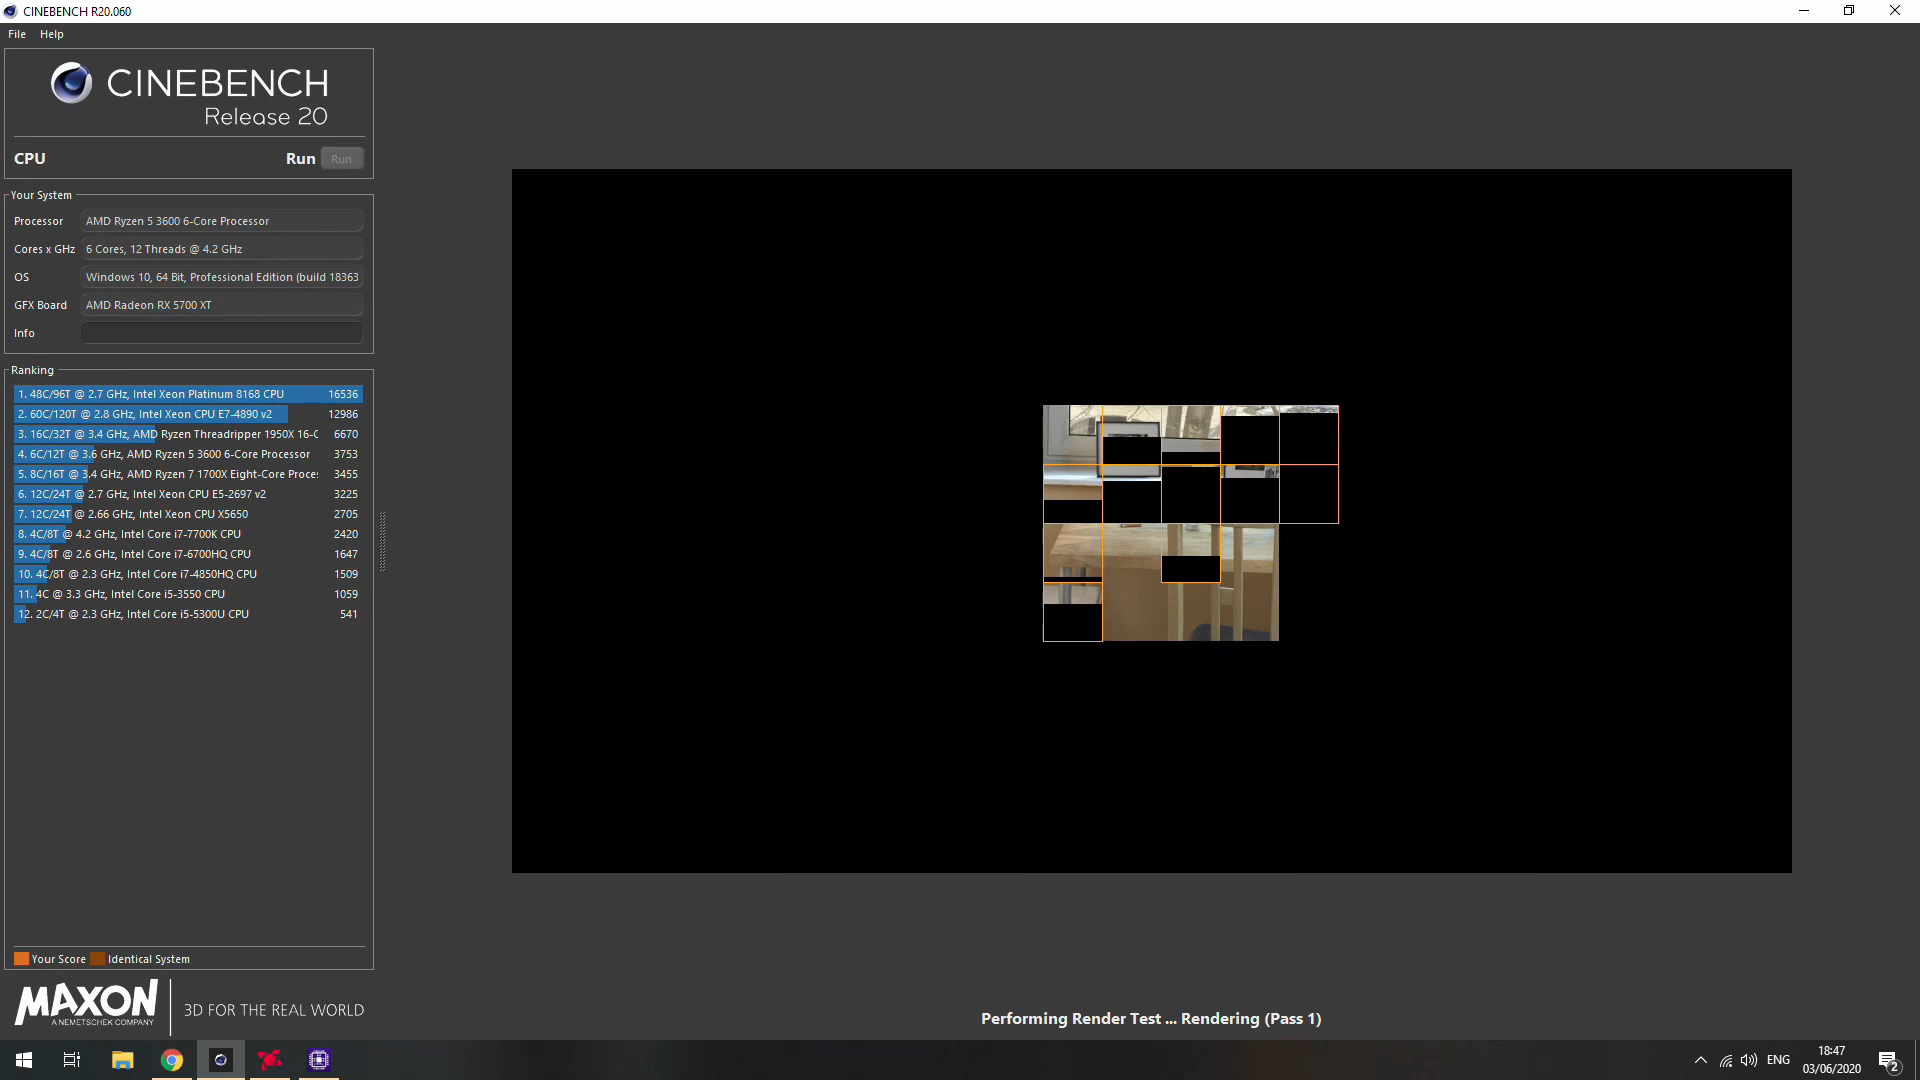 CINEBENCH R20.060
File Help
CINEBENCH
Release 20
CPU Run Run
Your System
Processor AMD Ryzen 5 3600 6-Core Processor
Cores x GHz 6 Cores, 12 Threads @ 4.2 GHz
OS Windows 10, 64 Bit, Professional Edition (build 18363
GFX Board AMD Radeon RX 5700 XT
Info
Ranking
1. 48C/96T @ 2.7 GHz, Intel Xeon Platinum 8168 CPU 16536
2. 60C/120T @ 2.8 GHz, Intel Xeon CPU E7-4890 v2 12986
3. 16C/32T @ 3.4 GHz, AMD Ryzen Threadripper 1950X 16-C 6670
4. 6C/12T @ 3.6 GHz, AMD Ryzen 5 3600 6-Core Processor 3753
5. 8C/16T @ 3.4 GHz, AMD Ryzen 7 1700X Eight-Core Proces 3455
6. 12C/24T @ 2.7 GHz, Intel Xeon CPU E5-2697 v2 3225
7. 12C/24T @ 2.66 GHz, Intel Xeon CPU X5650 2705
8. 4C/8T @ 4.2 GHz, Intel Core i7-7700K CPU 2420
9. 4C/8T @ 2.6 GHz, Intel Core i7-6700HQ CPU 1647
10. 4C/8T @ 2.3 GHz, Intel Core i7-4850HQ CPU 1509
11. 4C @ 3.3 GHz, Intel Core i5-3550 CPU 1059
12. 2C/4T @ 2.3 GHz, Intel Core i5-5300U CPU 541
Your Score Identical System
MAXON
A NEMETSCHEK COMPANY
3D FOR THE REAL WORLD
Performing Render Test ... Rendering (Pass 1)
ENG
18:47
03/06/2020
2